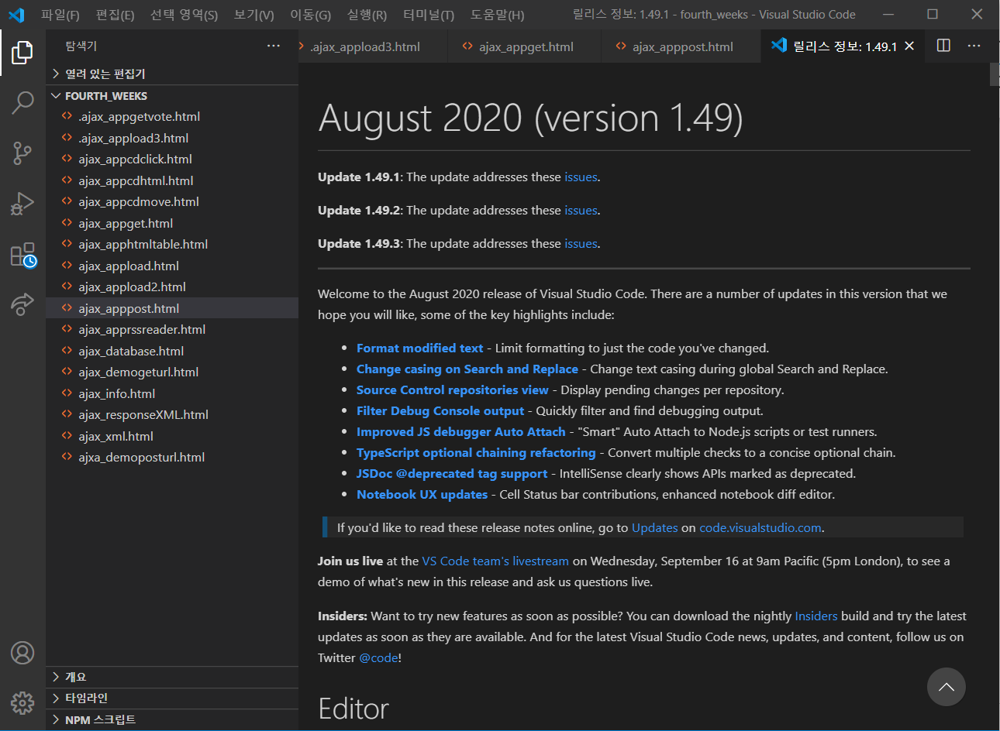 파일(F) 편집(E) 선택 영역(S) 보기(V) 이동(G) 실행(R) 터미널(T) 도움말(H) 릴리스 정보: 1.49.1 - fourth_weeks - Visual Studio Code
탐색기 ···
.ajax_appload3.html ajax_appget.html ajax_apppost.html 릴리스 정보: 1.49.1
열려 있는 편집기
FOURTH_WEEKS
.ajax_appgetvote.html
.ajax_appload3.html
ajax_appcdclick.html
ajax_appcdhtml.html
ajax_appcdmove.html
ajax_appget.html
ajax_apphtmltable.html
ajax_appload.html
ajax_appload2.html
ajax_apppost.html
ajax_apprssreader.html
ajax_database.html
ajax_demogeturl.html
ajax_info.html
ajax_responseXML.html
ajax_xml.html
ajxa_demoposturl.html
개요
타임라인
NPM 스크립트
August 2020 (version 1.49)
Update 1.49.1: The update addresses these issues.
Update 1.49.2: The update addresses these issues.
Update 1.49.3: The update addresses these issues.
Welcome to the August 2020 release of Visual Studio Code. There are a number of updates in this version that we
hope you will like, some of the key highlights include:
• Format modified text - Limit formatting to just the code you've changed.
• Change casing on Search and Replace - Change text casing during global Search and Replace.
• Source Control repositories view - Display pending changes per repository.
• Filter Debug Console output - Quickly filter and find debugging output.
• Improved JS debugger Auto Attach - "Smart" Auto Attach to Node.js scripts or test runners.
• TypeScript optional chaining refactoring - Convert multiple checks to a concise optional chain.
• JSDoc @deprecated tag support - IntelliSense clearly shows APIs marked as deprecated.
• Notebook UX updates - Cell Status bar contributions, enhanced notebook diff editor.
If you'd like to read these release notes online, go to Updates on code.visualstudio.com.
Join us live at the VS Code team's livestream on Wednesday, September 16 at 9am Pacific (5pm London), to see a
demo of what's new in this release and ask us questions live.
Insiders: Want to try new features as soon as possible? You can download the nightly Insiders build and try the latest
updates as soon as they are available. And for the latest Visual Studio Code news, updates, and content, follow us on
Twitter @code!
Editor